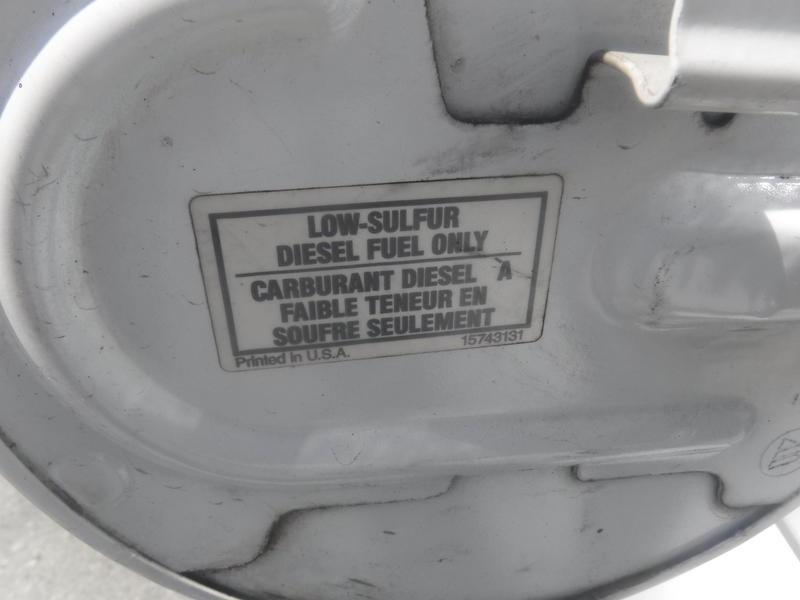 LOW-SULFUR
DIESEL FUEL ONLY
CARBURANT DIESEL A
FAIBLE TENEUR EN
SOUFRE SEULEMENT
Printed in U.S.A. 15743131